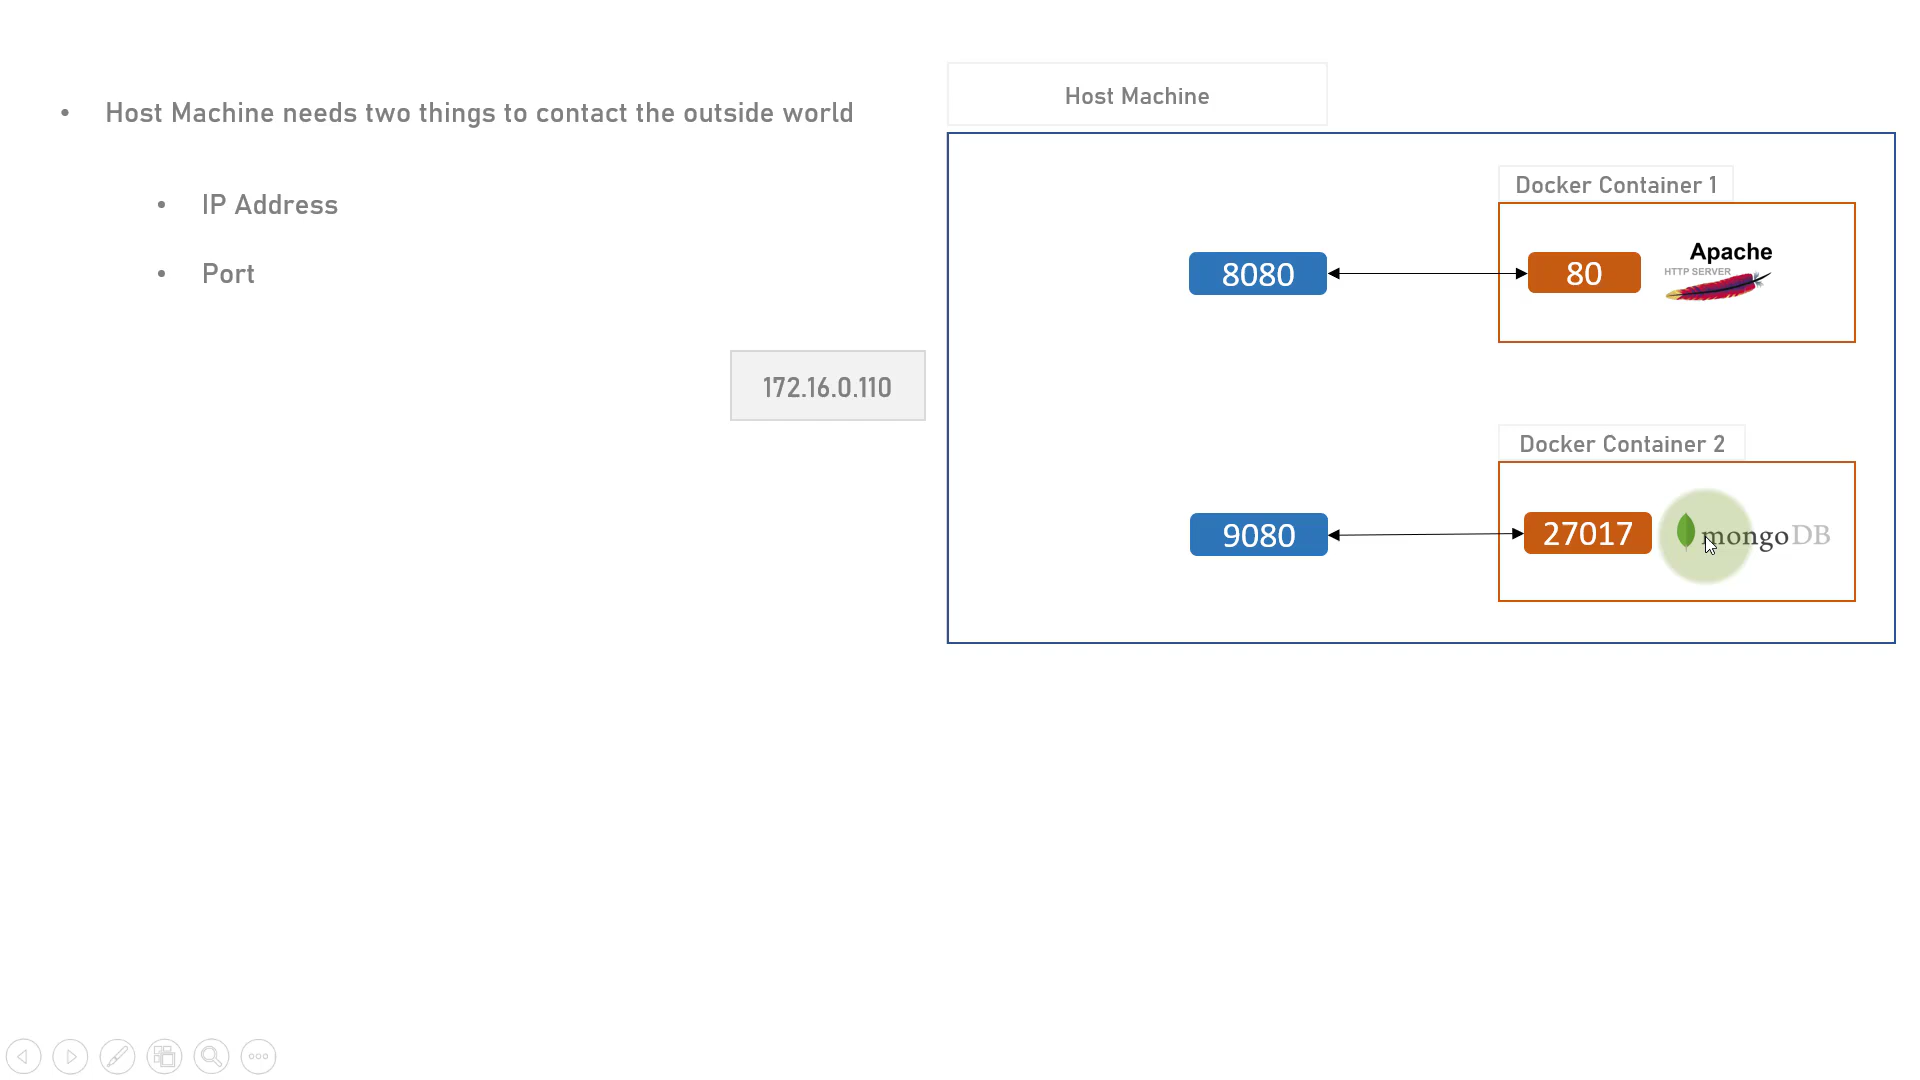 • Host Machine needs two things to contact the outside world
• IP Address
• Port
172.16.0.110
Host Machine
Docker Container 1
8080
80
Apache
HTTP SERVER
Docker Container 2
9080
27017
mongoDB